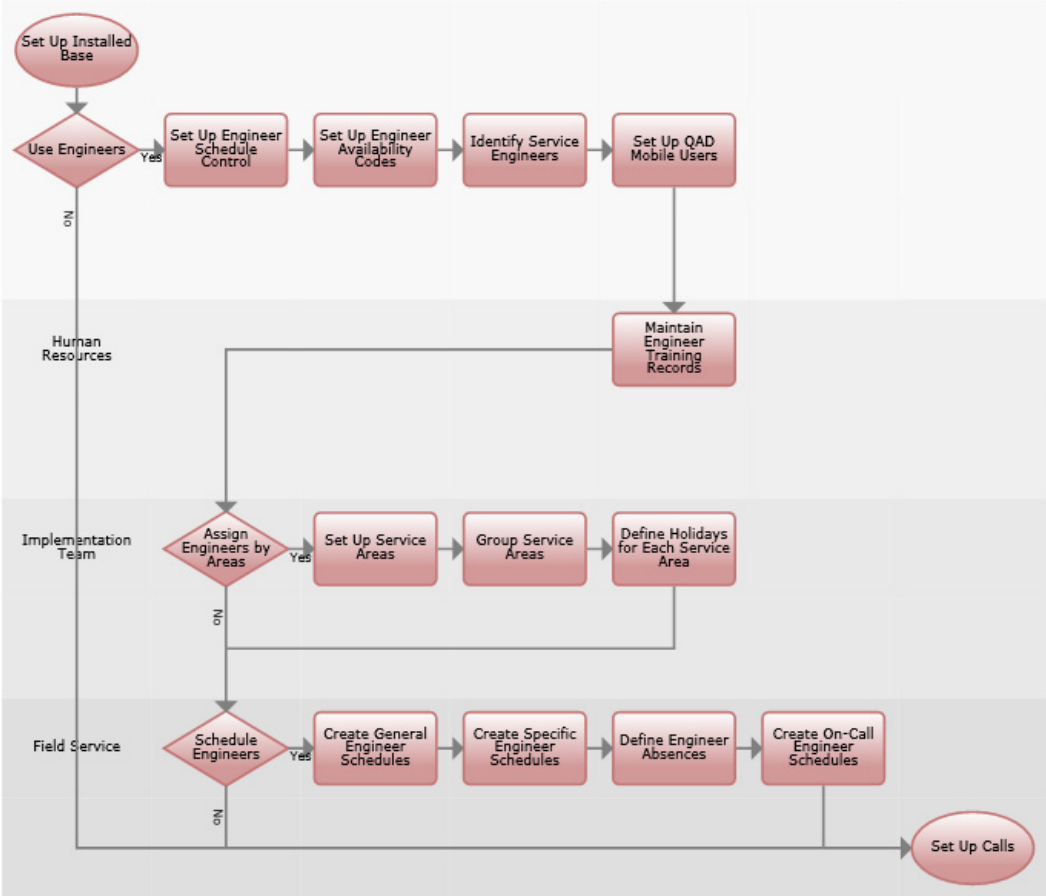 Set Up Installed
Base
Use Engineers
Yes
Set Up Engineer
Schedule
Control
Set Up Engineer
Availability
Codes
Identify Service
Engineers
Set Up QAD
Mobile Users
No
Human
Resources
Maintain
Engineer
Training
Records
Implementation
Team
Assign
Engineers by
Areas
Yes
Set Up Service
Areas
Group Service
Areas
Define Holidays
for Each Service
Area
No
Field Service
Schedule
Engineers
Yes
Create General
Engineer
Schedules
Create Specific
Engineer
Schedules
Define Engineer
Absences
Create On-Call
Engineer
Schedules
No
Set Up Calls